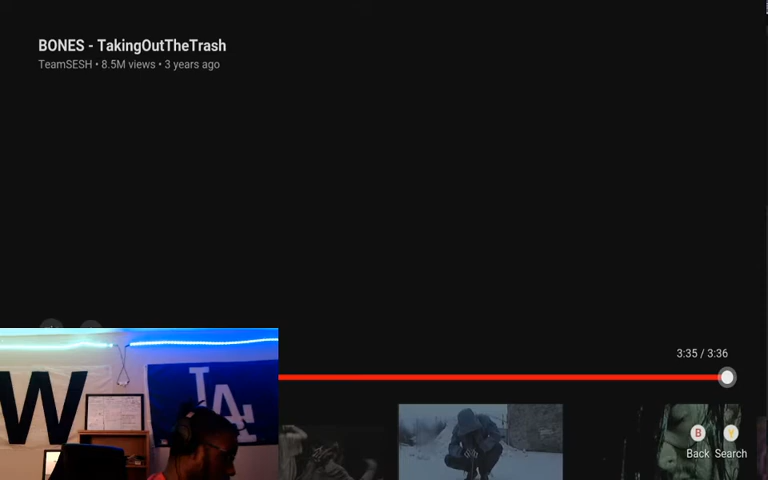 BONES - TakingOutTheTrash
TeamSESH • 8.5M views • 3 years ago
3:35 / 3:36
W
LA
B
Y
Back
Search